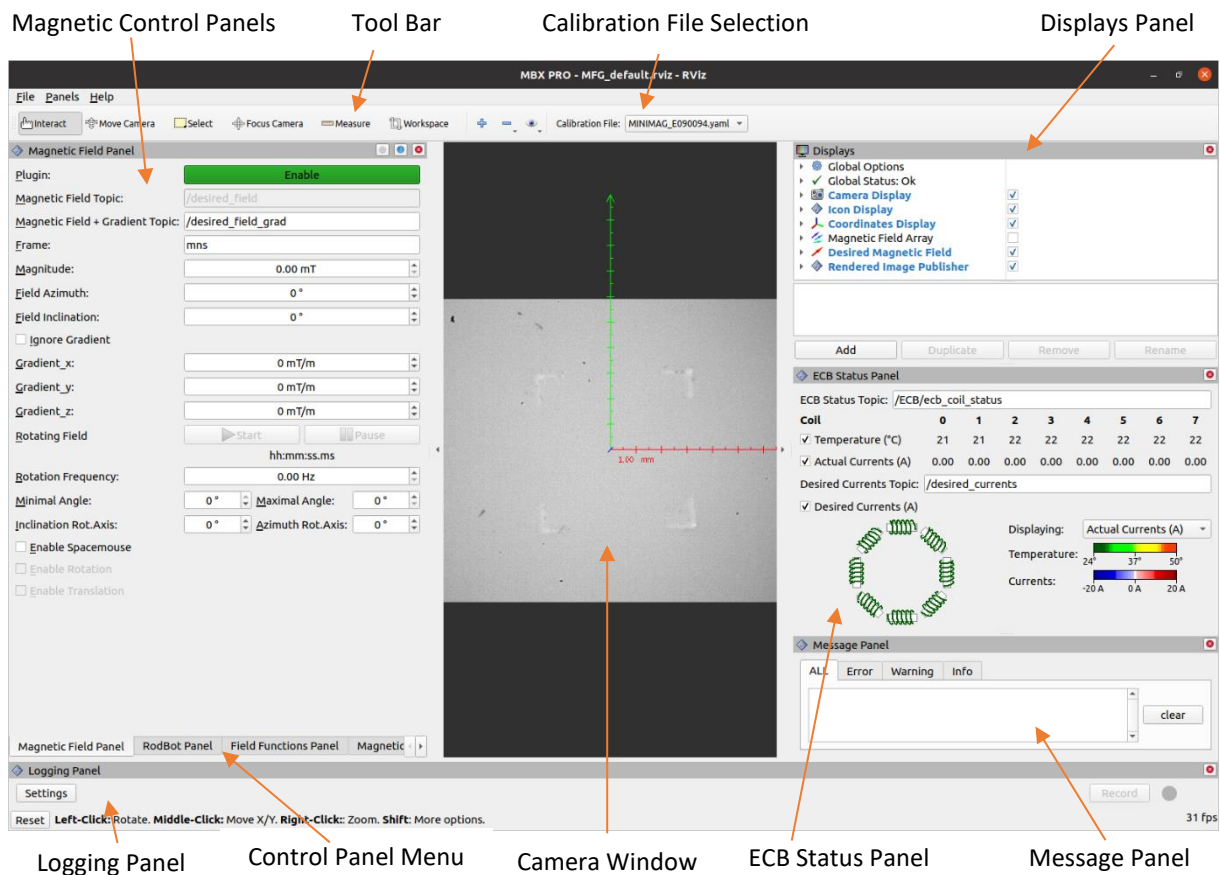 Magnetic Control Panels Tool Bar Calibration File Selection Displays Panel
MBX PRO - MFG_default.rviz - RViz
File Panels Help
Interact Move Camera Select Focus Camera Measure Workspace Calibration File: MINIMAG_E090094.yaml
Magnetic Field Panel
Plugin: Enable
Magnetic Field Topic: /desired_field
Magnetic Field + Gradient Topic: /desired_field_grad
Frame: mns
Magnitude: 0.00 mT
Field Azimuth: 0 °
Field Inclination: 0 °
Ignore Gradient
Gradient_x: 0 mT/m
Gradient_y: 0 mT/m
Gradient_z: 0 mT/m
Rotating Field Start Pause
hh:mm:ss.ms
Rotation Frequency: 0.00 Hz
Minimal Angle: 0 ° Maximal Angle: 0 °
Inclination Rot.Axis: 0 ° Azimuth Rot.Axis: 0 °
Enable Spacemouse
Enable Rotation
Enable Translation
Magnetic Field Panel RodBot Panel Field Functions Panel Magnetic
1.00 mm
Displays
Global Options
Global Status: Ok
Camera Display
Icon Display
Coordinates Display
Magnetic Field Array
Desired Magnetic Field
Rendered Image Publisher
Add Duplicate Remove Rename
ECB Status Panel
ECB Status Topic: /ECB/ecb_coil_status
Coil 0 1 2 3 4 5 6 7
Temperature (°C) 21 21 22 22 22 22 22 22
Actual Currents (A) 0.00 0.00 0.00 0.00 0.00 0.00 0.00 0.00
Desired Currents Topic: /desired_currents
Desired Currents (A)
Displaying: Actual Currents (A)
Temperature:
24° 37° 50°
Currents:
-20 A 0 A 20 A
Message Panel
ALL Error Warning Info
clear
Logging Panel
Settings Record
Reset Left-Click: Rotate. Middle-Click: Move X/Y. Right-Click:: Zoom. Shift: More options. 31 fps
Logging Panel Control Panel Menu Camera Window ECB Status Panel Message Panel